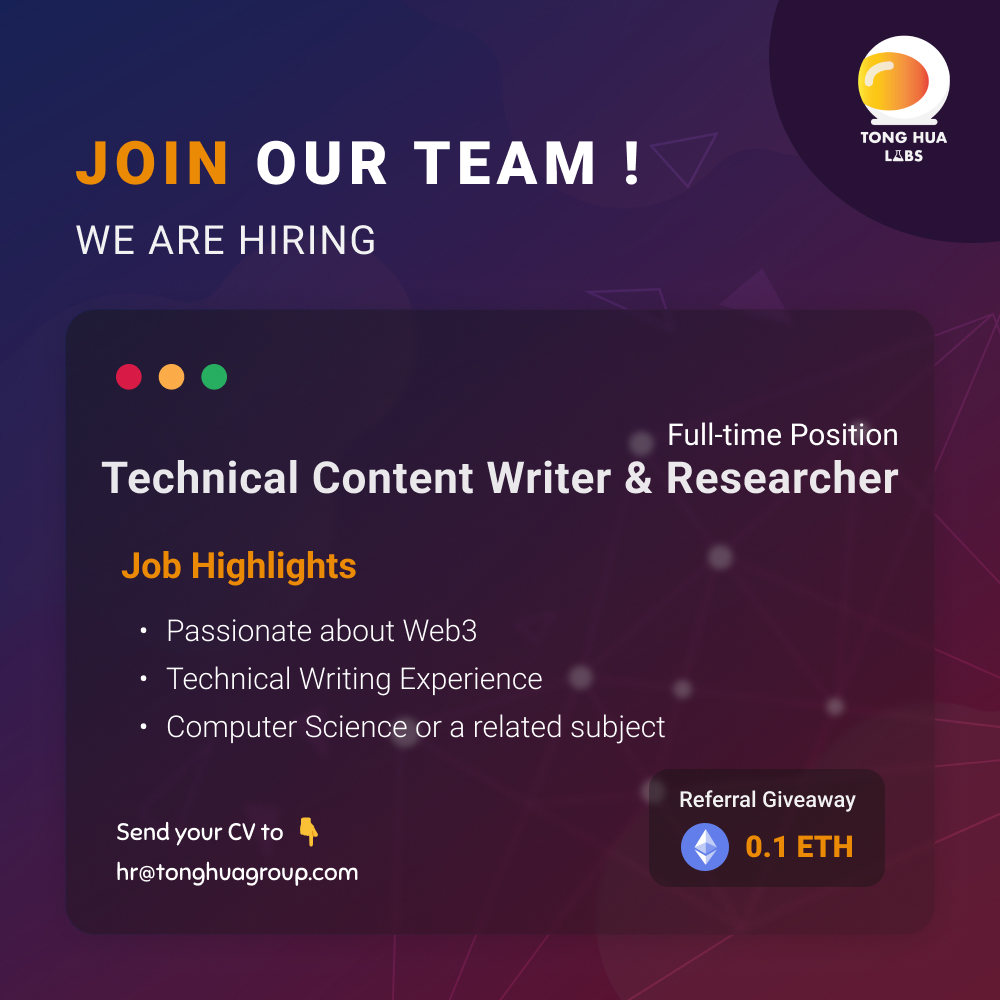 TONG HUA
LABS
JOIN OUR TEAM !
WE ARE HIRING
Full-time Position
Technical Content Writer & Researcher
Job Highlights
• Passionate about Web3
• Technical Writing Experience
• Computer Science or a related subject
Send your CV to 👇
hr@tonghuagroup.com
Referral Giveaway
0.1 ETH